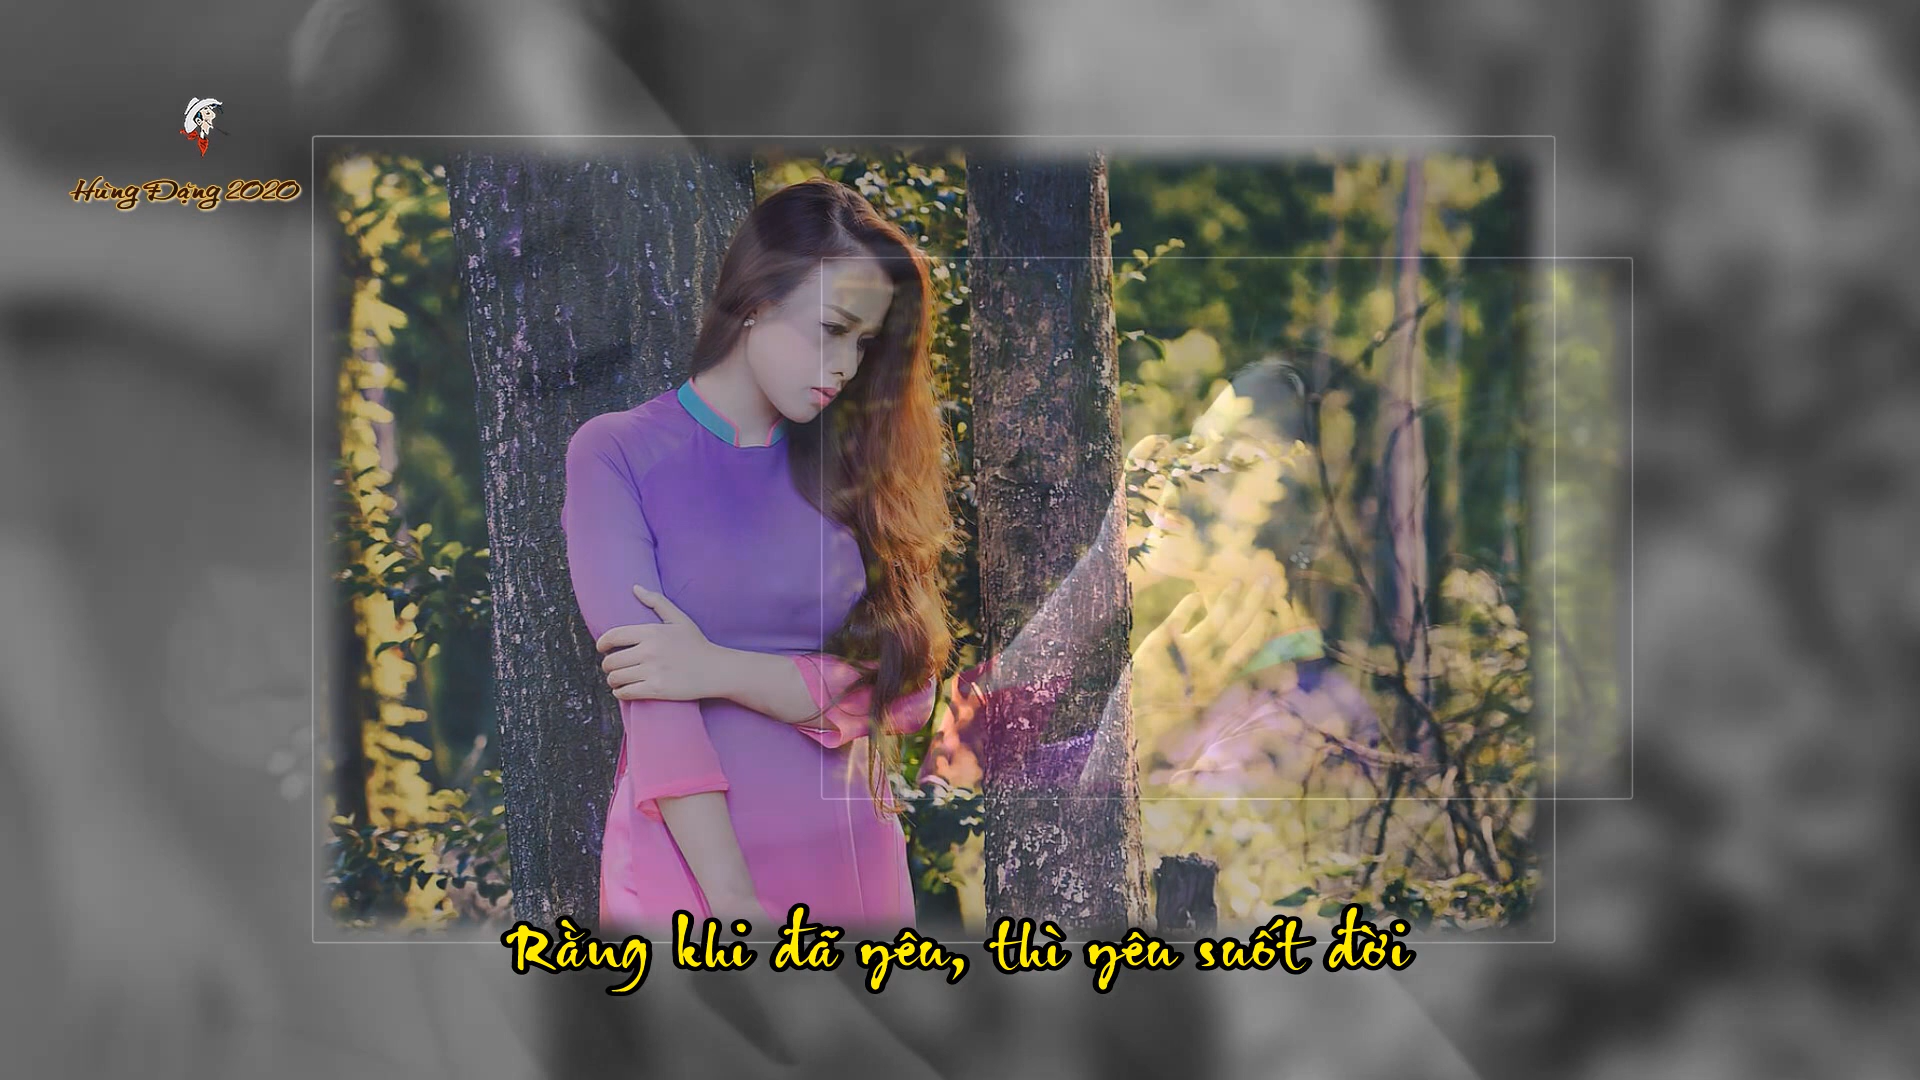 Hùng Đặng 2020
Rằng khi đã yêu, thì yêu suốt đời